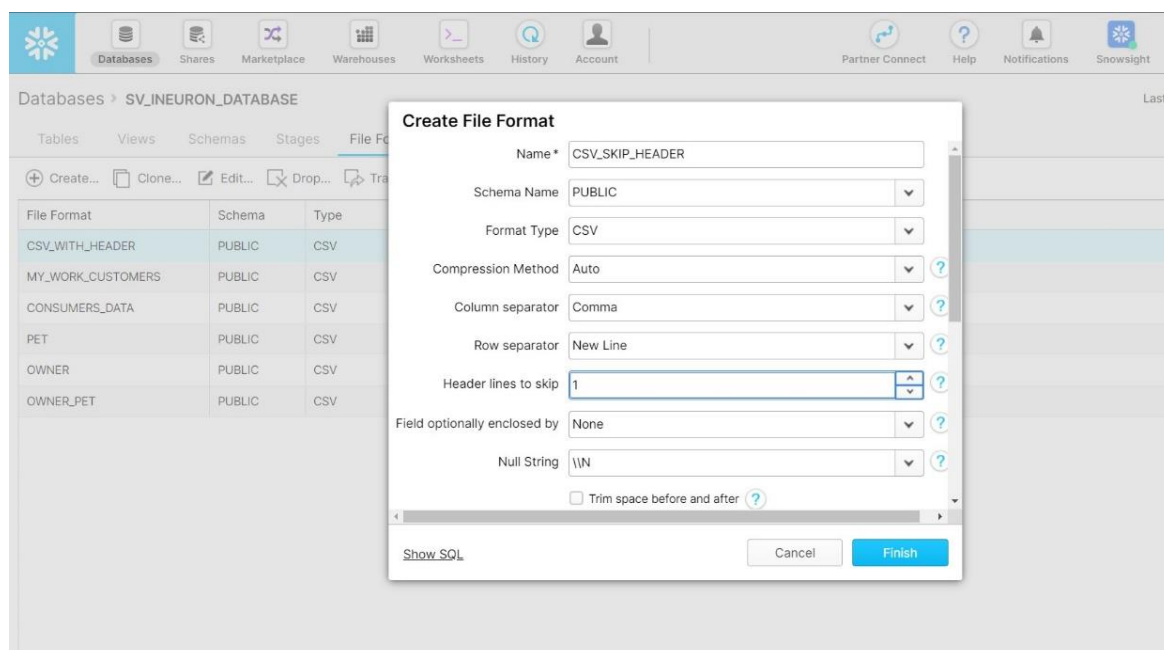 Databases
Shares
Marketplace
Warehouses
Worksheets
History
Account
Partner Connect
Help
Notifications
Snowsight
Databases > SV_INEURON_DATABASE
Last
Tables Views Schemas Stages File Fo
Create... Clone... Edit... Drop... Tra
File Format Schema Type
CSV_WITH_HEADER PUBLIC CSV
MY_WORK_CUSTOMERS PUBLIC CSV
CONSUMERS_DATA PUBLIC CSV
PET PUBLIC CSV
OWNER PUBLIC CSV
OWNER_PET PUBLIC CSV
Create File Format
Name* CSV_SKIP_HEADER
Schema Name PUBLIC
Format Type CSV
Compression Method Auto ?
Column separator Comma ?
Row separator New Line ?
Header lines to skip 1 ?
Field optionally enclosed by None ?
Null String \\N ?
Trim space before and after ?
Show SQL Cancel Finish